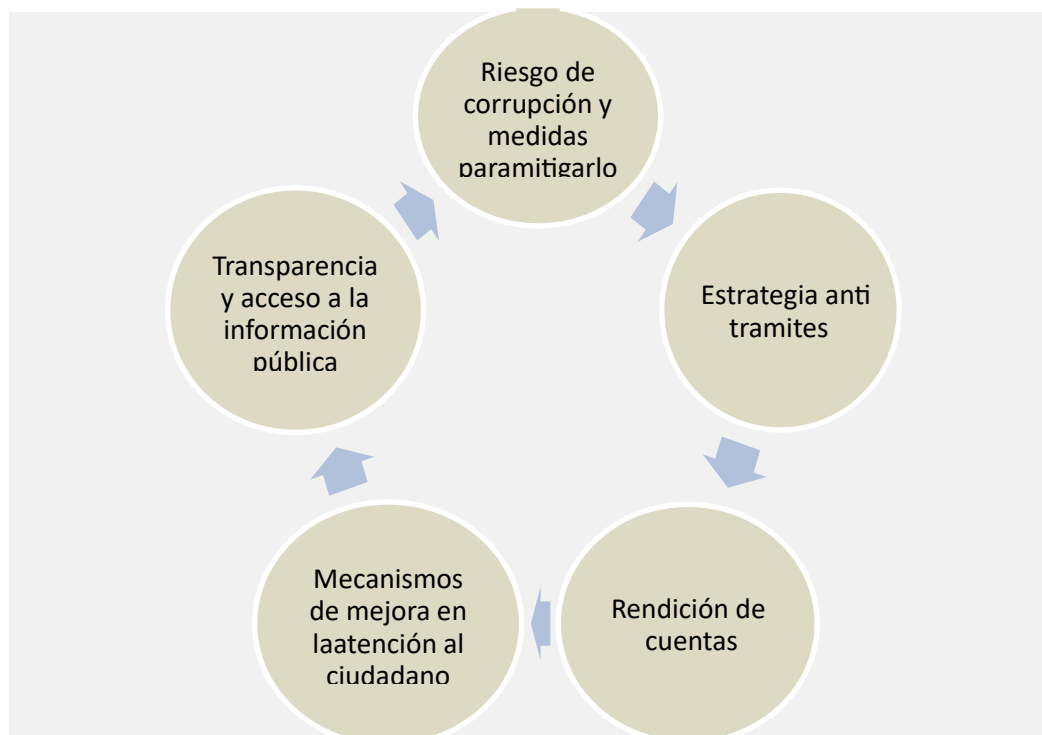 Riesgo de
corrupción y
medidas
paramitigarlo
Estrategia anti
tramites
Rendición de
cuentas
Mecanismos
de mejora en
laatención al
ciudadano
Transparencia
y acceso a la
información
pública